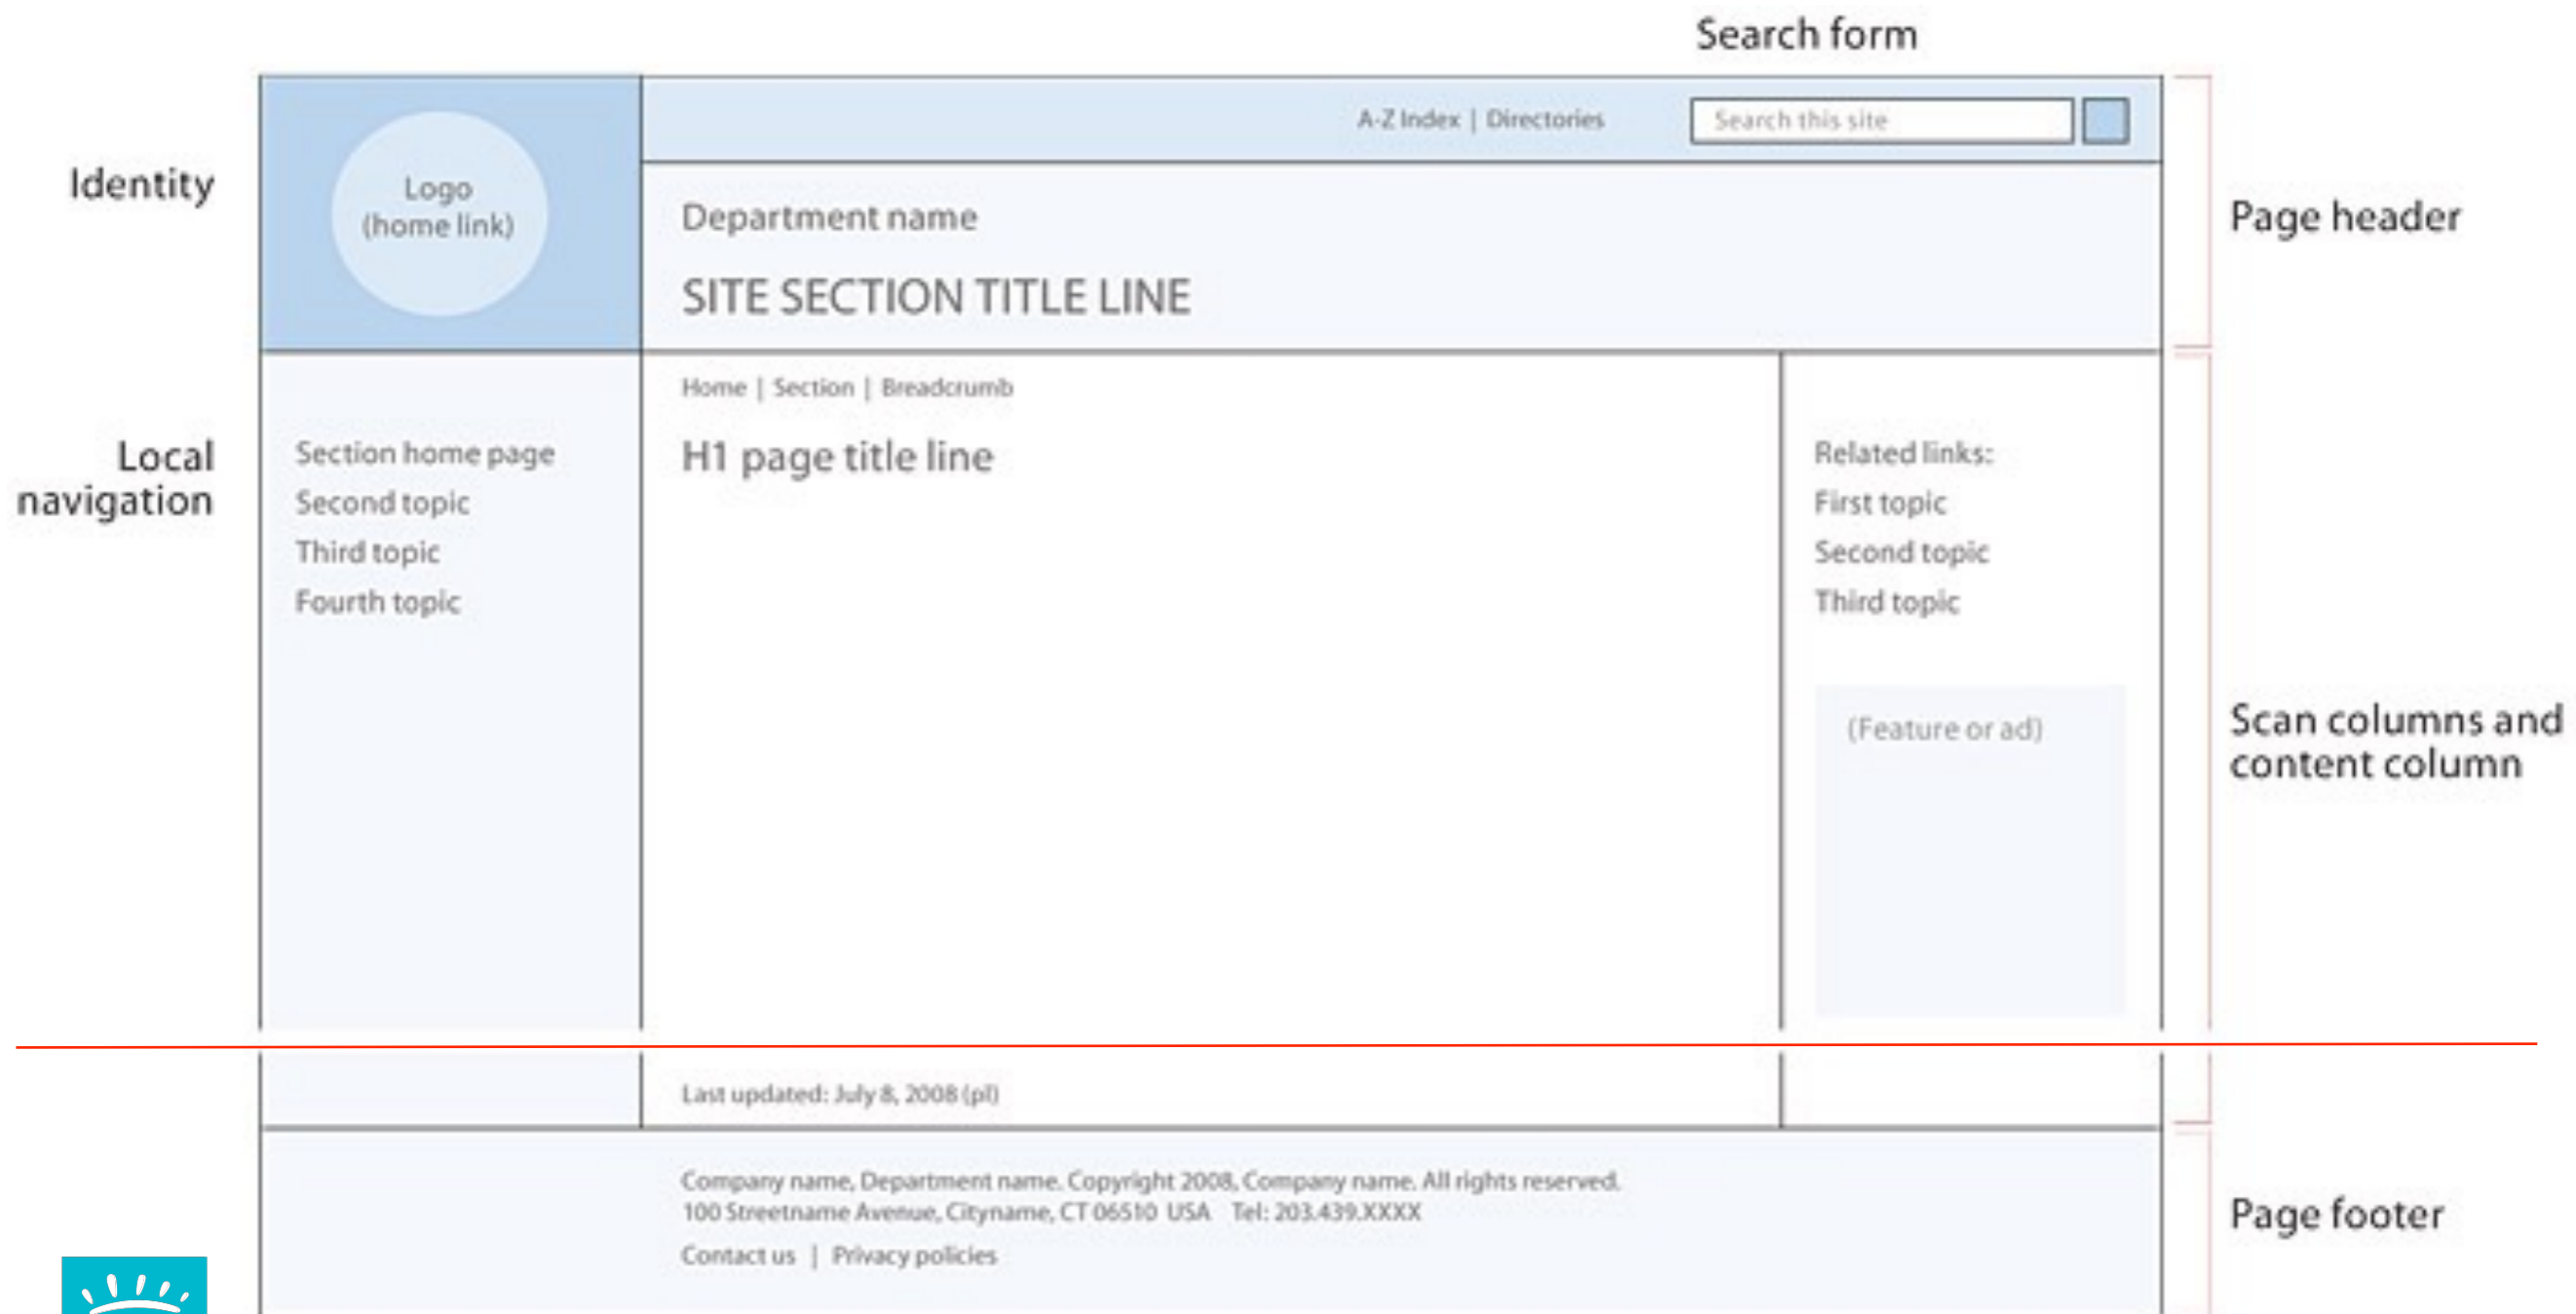 Search form
A-Z Index | Directories
Search this site
Identity
Logo
(home link)
Department name
SITE SECTION TITLE LINE
Page header
Home | Section | Breadcrumb
Local
navigation
Section home page
Second topic
Third topic
Fourth topic
H1 page title line
Related links:
First topic
Second topic
Third topic
(Feature or ad)
Scan columns and
content column
Last updated: July 8, 2008 (pl)
Company name, Department name. Copyright 2008, Company name. All rights reserved.
100 Streetname Avenue, Cityname, CT 06510 USA Tel: 203.439.XXXX
Contact us | Privacy policies
Page footer